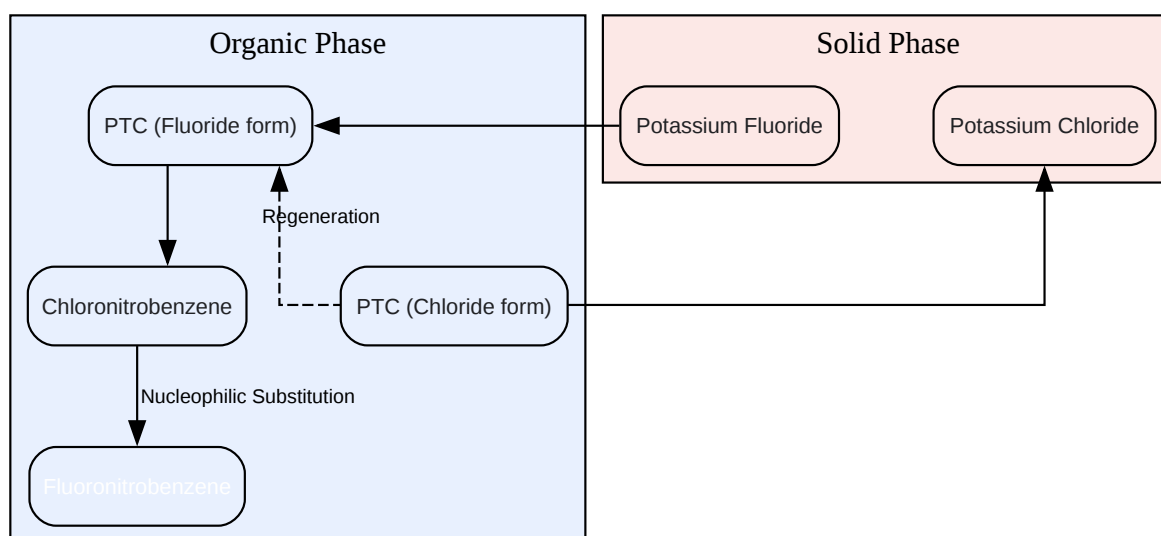 Organic Phase
Solid Phase
PTC (Fluoride form)
Potassium Fluoride
Potassium Chloride
Regeneration
Chloronitrobenzene
PTC (Chloride form)
Nucleophilic Substitution
Fluoronitrobenzene